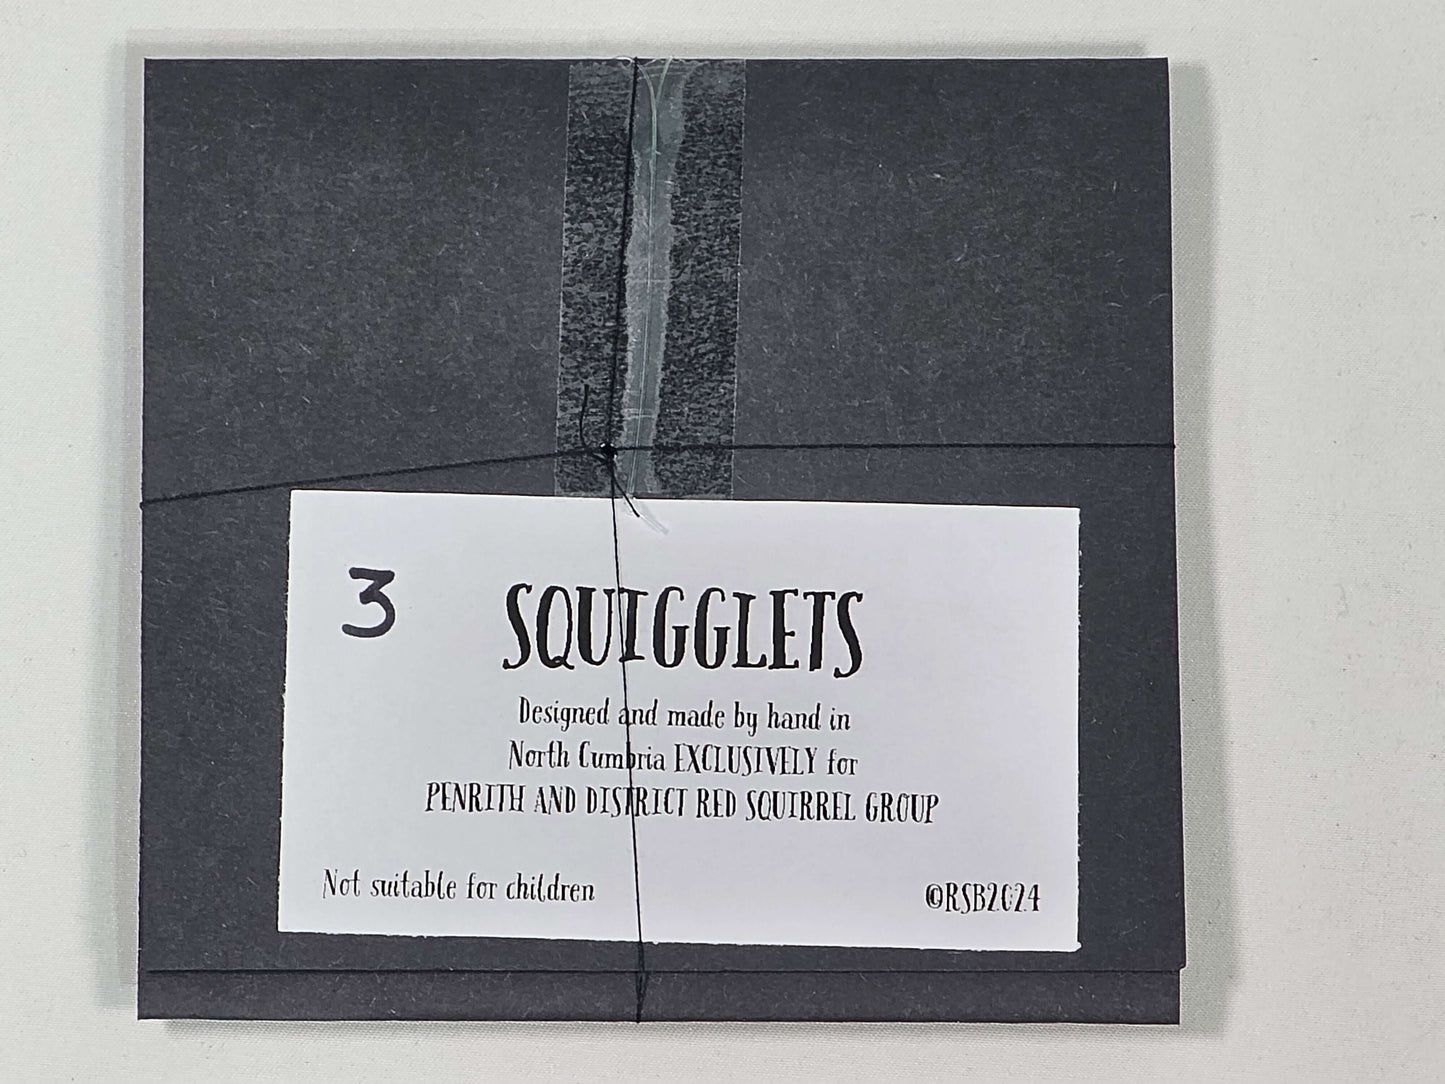 3
SQUIGGLETS
Designed and made by hand in
North Cumbria EXCLUSIVELY for
PENRITH AND DISTRICT RED SQUIRREL GROUP
Not suitable for children
©RSB2024